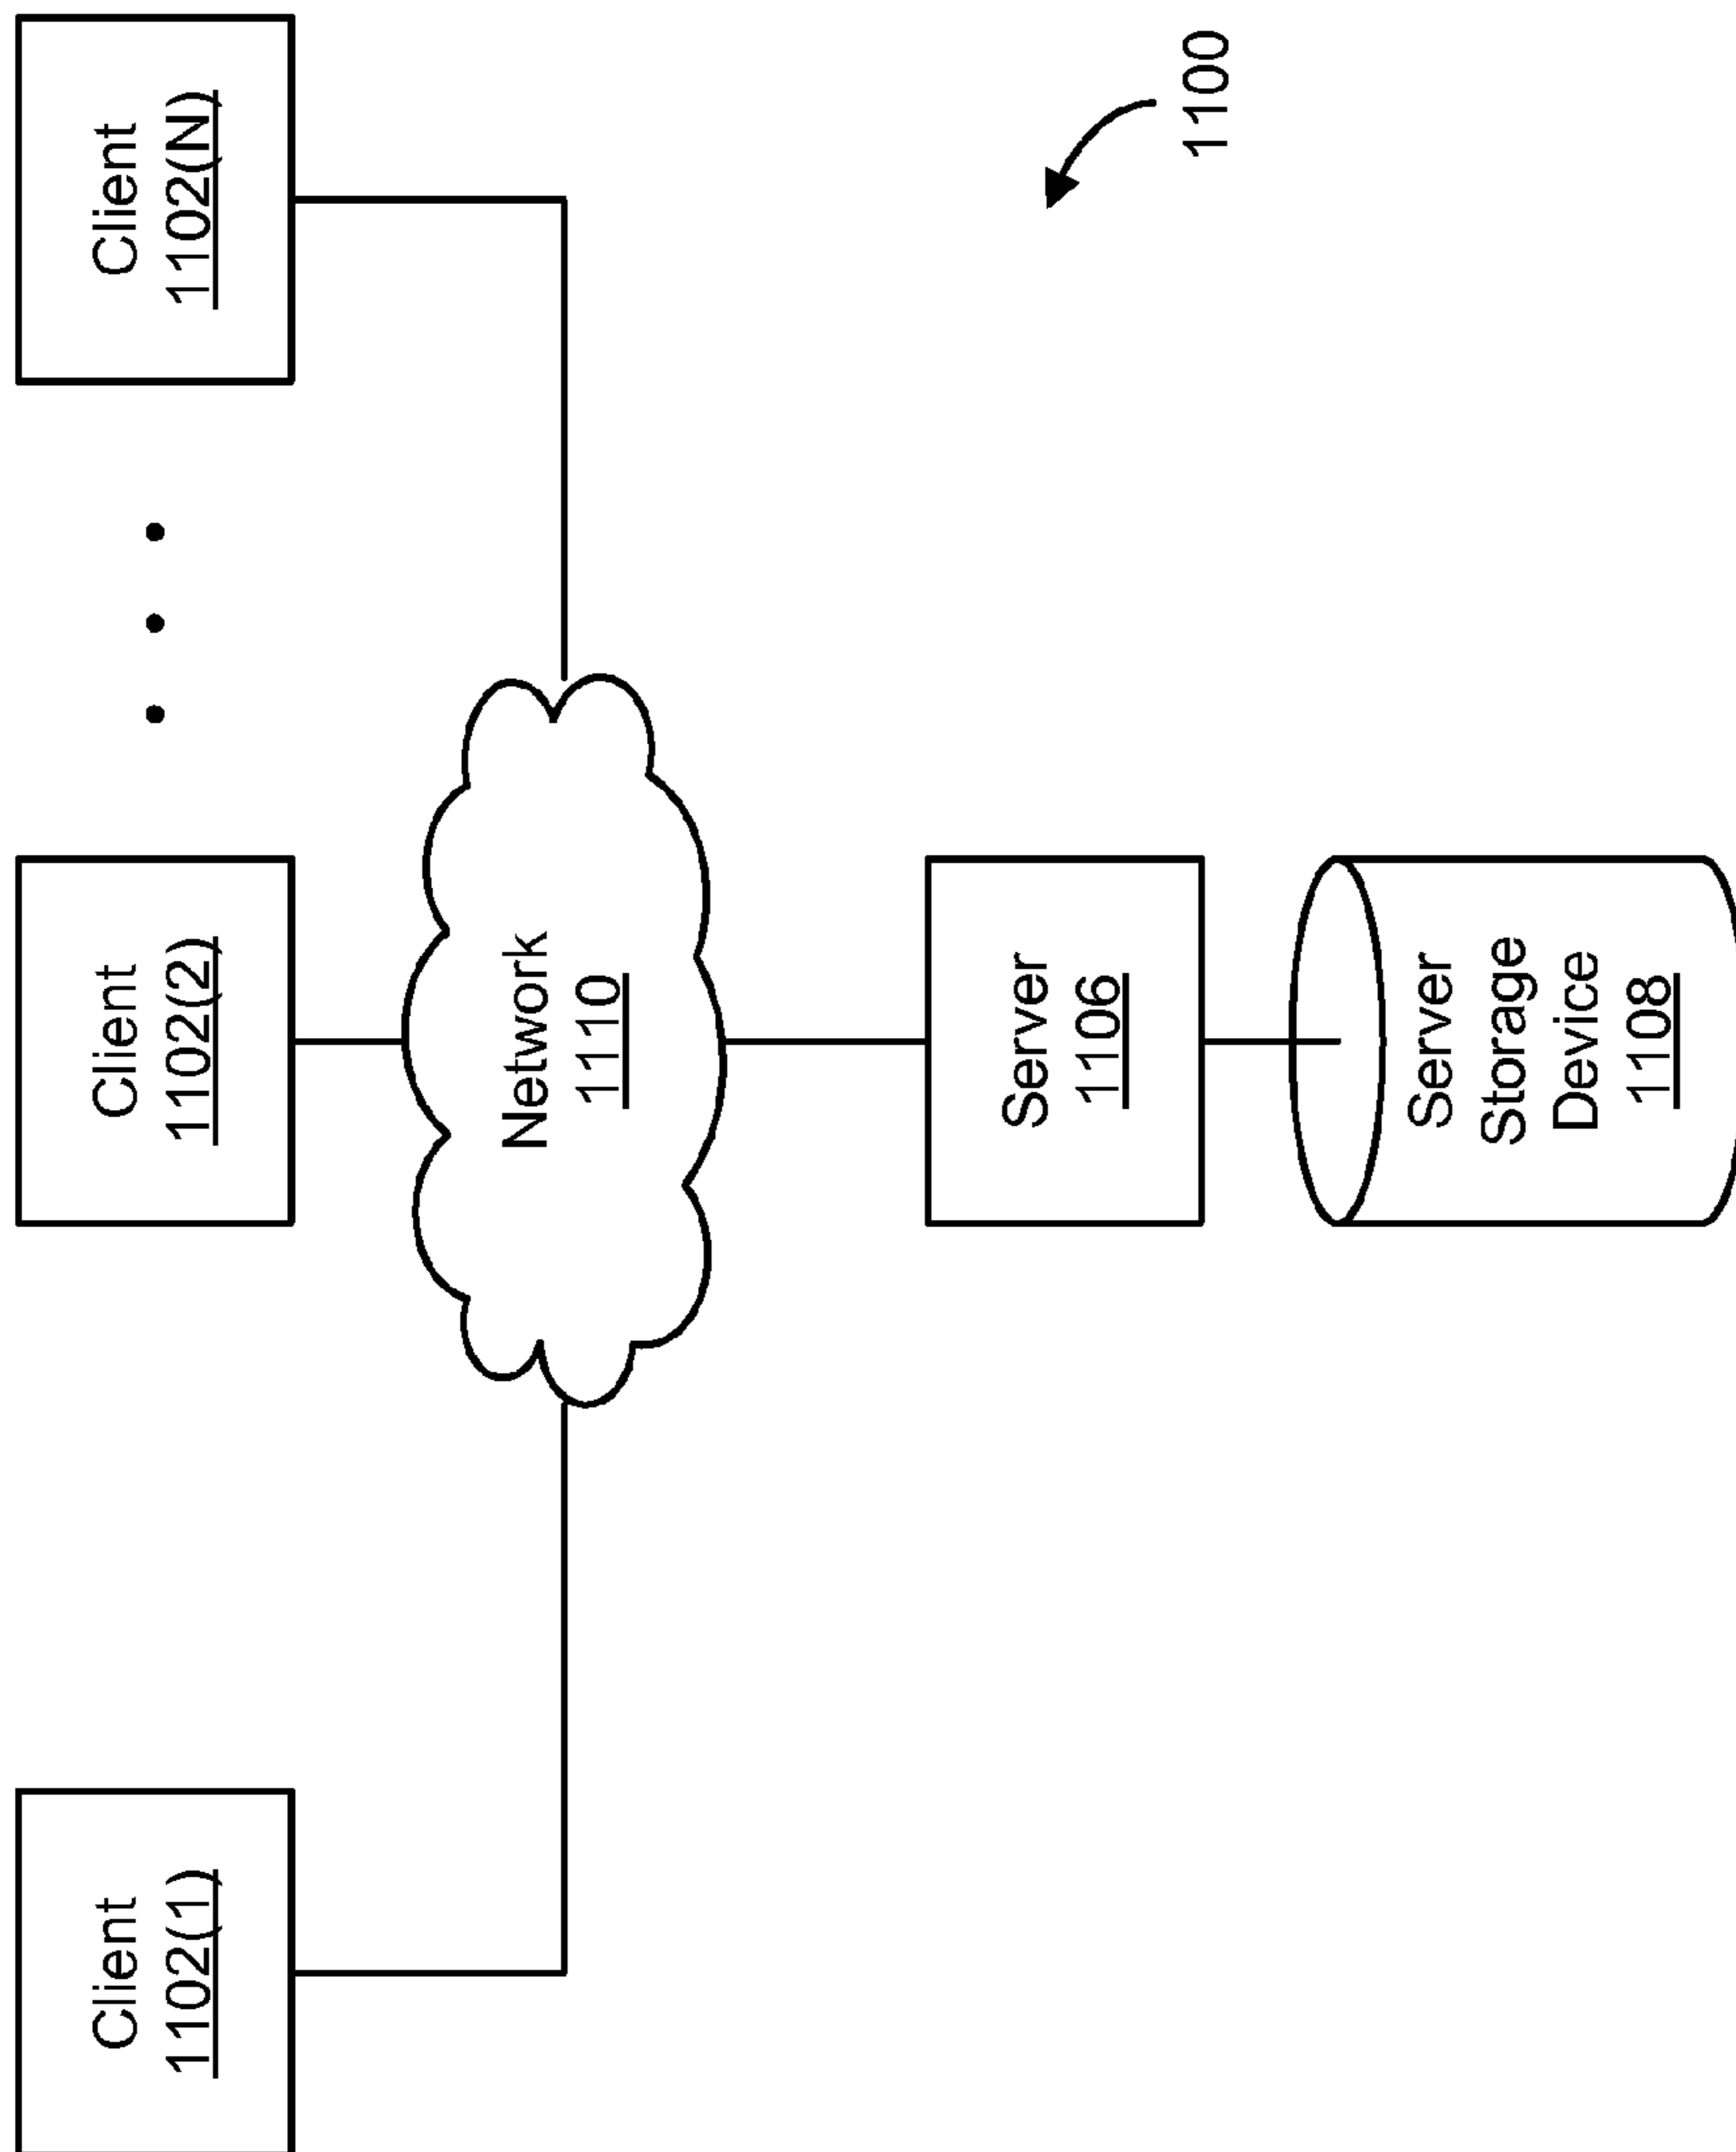 Client
1102(1)
Client
1102(2)
Client
1102(N)
Network
1110
Server
1106
1100
Server
Storage
Device
1108